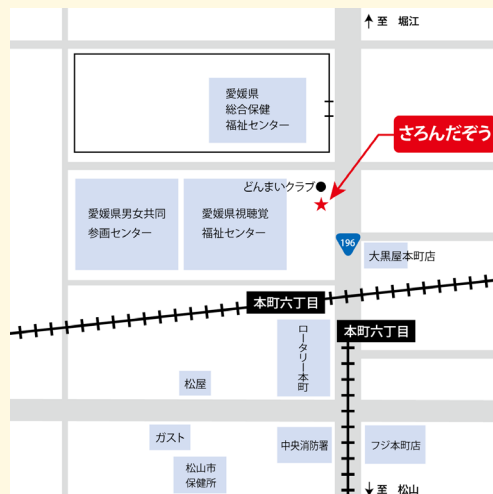 ↑至 堀江
愛媛県
総合保健
福祉センター
さろんだぞう
どんまいクラブ
愛媛県男女共同
参画センター
愛媛県視聴覚
福祉センター
196
大黒屋本町店
本町六丁目
本町六丁目
ロータリー本町
松屋
ガスト
中央消防署
フジ本町店
松山市
保健所
↓至 松山